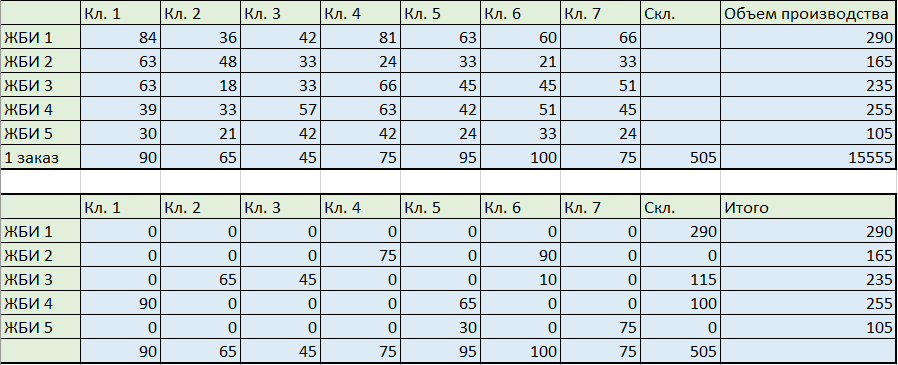 Кл. 1 Кл. 2 Кл. 3 Кл. 4 Кл. 5 Кл. 6 Кл. 7 Скл. Объем производства
ЖБИ 1 84 36 42 81 63 60 66 290
ЖБИ 2 63 48 33 24 33 21 33 165
ЖБИ 3 63 18 33 66 45 45 51 235
ЖБИ 4 39 33 57 63 42 51 45 255
ЖБИ 5 30 21 42 42 24 33 24 105
1 заказ 90 65 45 75 95 100 75 505 15555
Кл. 1 Кл. 2 Кл. 3 Кл. 4 Кл. 5 Кл. 6 Кл. 7 Скл. Итого
ЖБИ 1 0 0 0 0 0 0 0 290 290
ЖБИ 2 0 0 0 75 0 90 0 0 165
ЖБИ 3 0 65 45 0 0 10 0 115 235
ЖБИ 4 90 0 0 0 65 0 0 100 255
ЖБИ 5 0 0 0 0 30 0 75 0 105
90 65 45 75 95 100 75 505